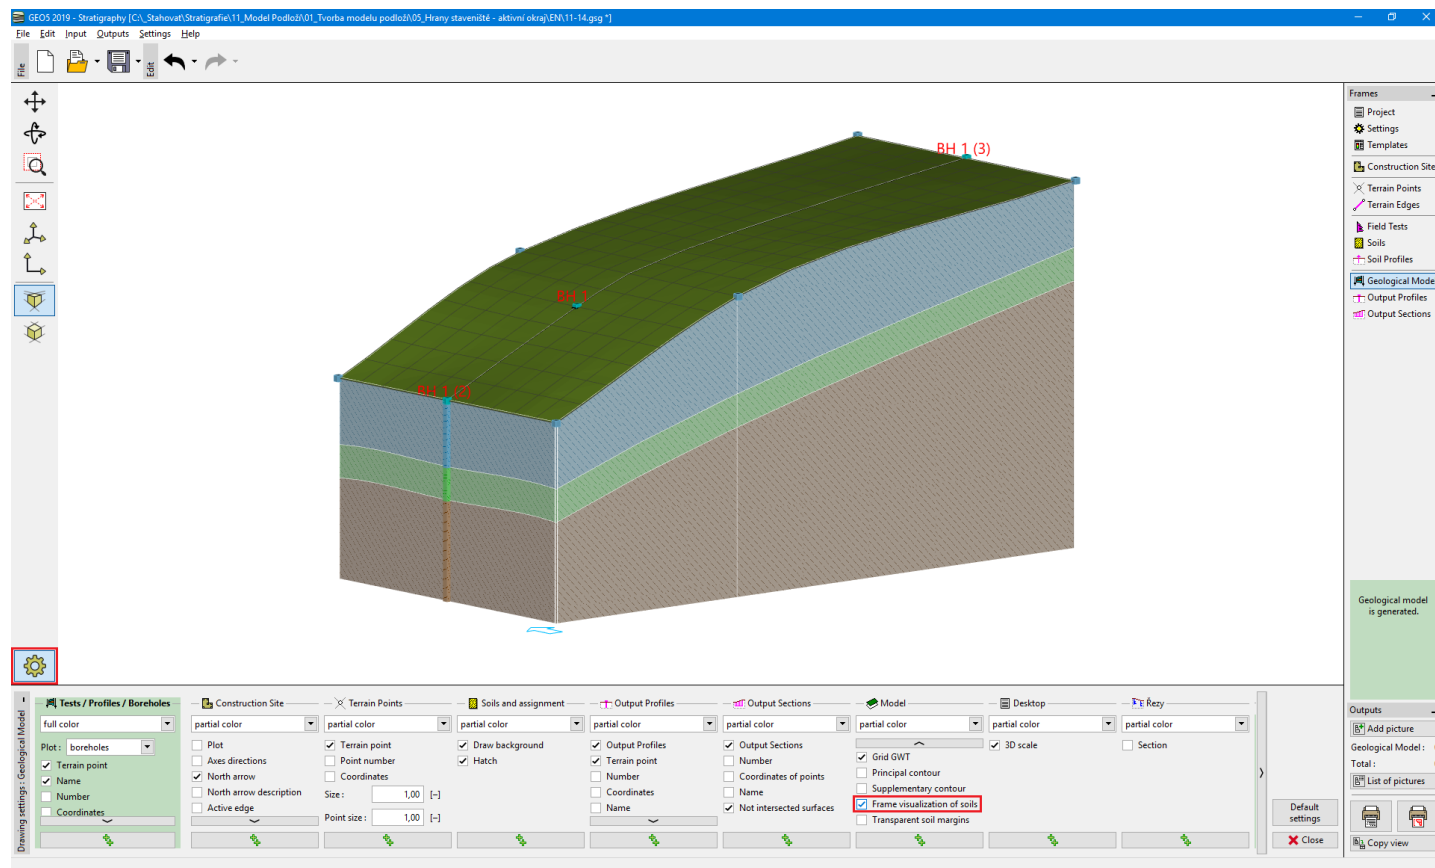 GEO5 2019 - Stratigraphy [C:\_Stahovat\Stratigrafie\11_Model Podloží\01_Tvorba modelu podloží\05_Hrany staveniště - aktivní okraj\EN\11-14.gsg *]
File Edit Input Outputs Settings Help
File
Edit
BH 1 (3)
BH 1
BH 1 (2)
Frames
Project
Settings
Templates
Construction Site
Terrain Points
Terrain Edges
Field Tests
Soils
Soil Profiles
Geological Mode
Output Profiles
Output Sections
Geological model
is generated.
Outputs
Add picture
Geological Model :
Total :
List of pictures
Copy view
Drawing settings : Geological Model
Tests / Profiles / Boreholes
full color
Plot : boreholes
Terrain point
Name
Number
Coordinates
Construction Site
partial color
Plot
Axes directions
North arrow
North arrow description
Active edge
Terrain Points
partial color
Terrain point
Point number
Coordinates
Size : 1,00 [–]
Point size : 1,00 [–]
Soils and assignment
partial color
Draw background
Hatch
Output Profiles
partial color
Output Profiles
Terrain point
Number
Coordinates
Name
Output Sections
partial color
Output Sections
Number
Coordinates of points
Name
Not intersected surfaces
Model
partial color
Grid GWT
Principal contour
Supplementary contour
Frame visualization of soils
Transparent soil margins
Desktop
partial color
3D scale
Řezy
partial color
Section
Default
settings
Close